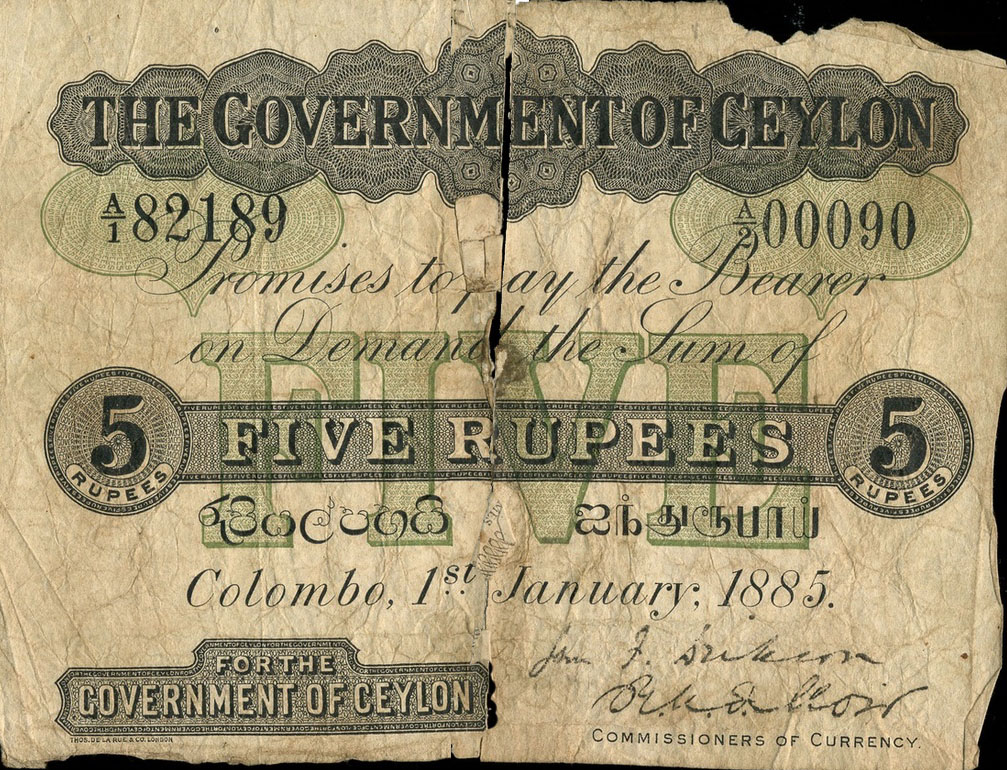 THE GOVERNMENT OF CEYLON
A/1 82189 A/2 00090
Promises to pay the Bearer
on Demand the Sum of
FIVE
5 RUPEES FIVE RUPEES 5 RUPEES
රුපියල් පහයි ஐந்துரூபாய்
Colombo, 1st January, 1885.
FOR THE
GOVERNMENT OF CEYLON
THOS. DE LA RUE & CO. LONDON
COMMISSIONERS OF CURRENCY.